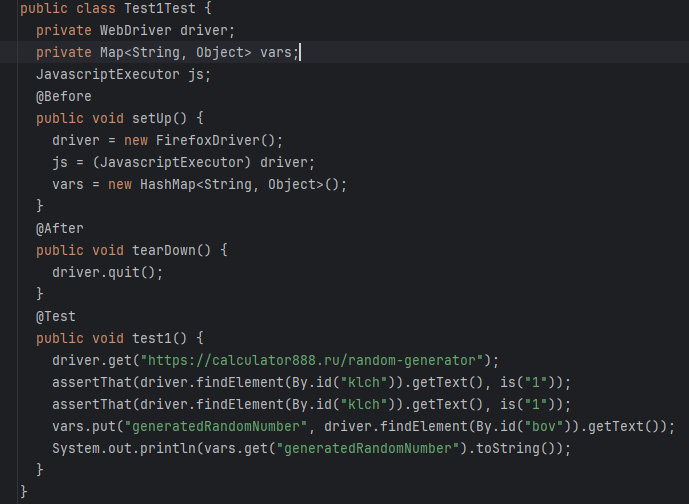 public class Test1Test {
private WebDriver driver;
private Map<String, Object> vars;
JavascriptExecutor js;
@Before
public void setUp() {
driver = new FirefoxDriver();
js = (JavascriptExecutor) driver;
vars = new HashMap<String, Object>();
}
@After
public void tearDown() {
driver.quit();
}
@Test
public void test1() {
driver.get("https://calculator888.ru/random-generator");
assertThat(driver.findElement(By.id("klch")).getText(), is("1"));
assertThat(driver.findElement(By.id("klch")).getText(), is("1"));
vars.put("generatedRandomNumber", driver.findElement(By.id("bov")).getText());
System.out.println(vars.get("generatedRandomNumber").toString());
}
}